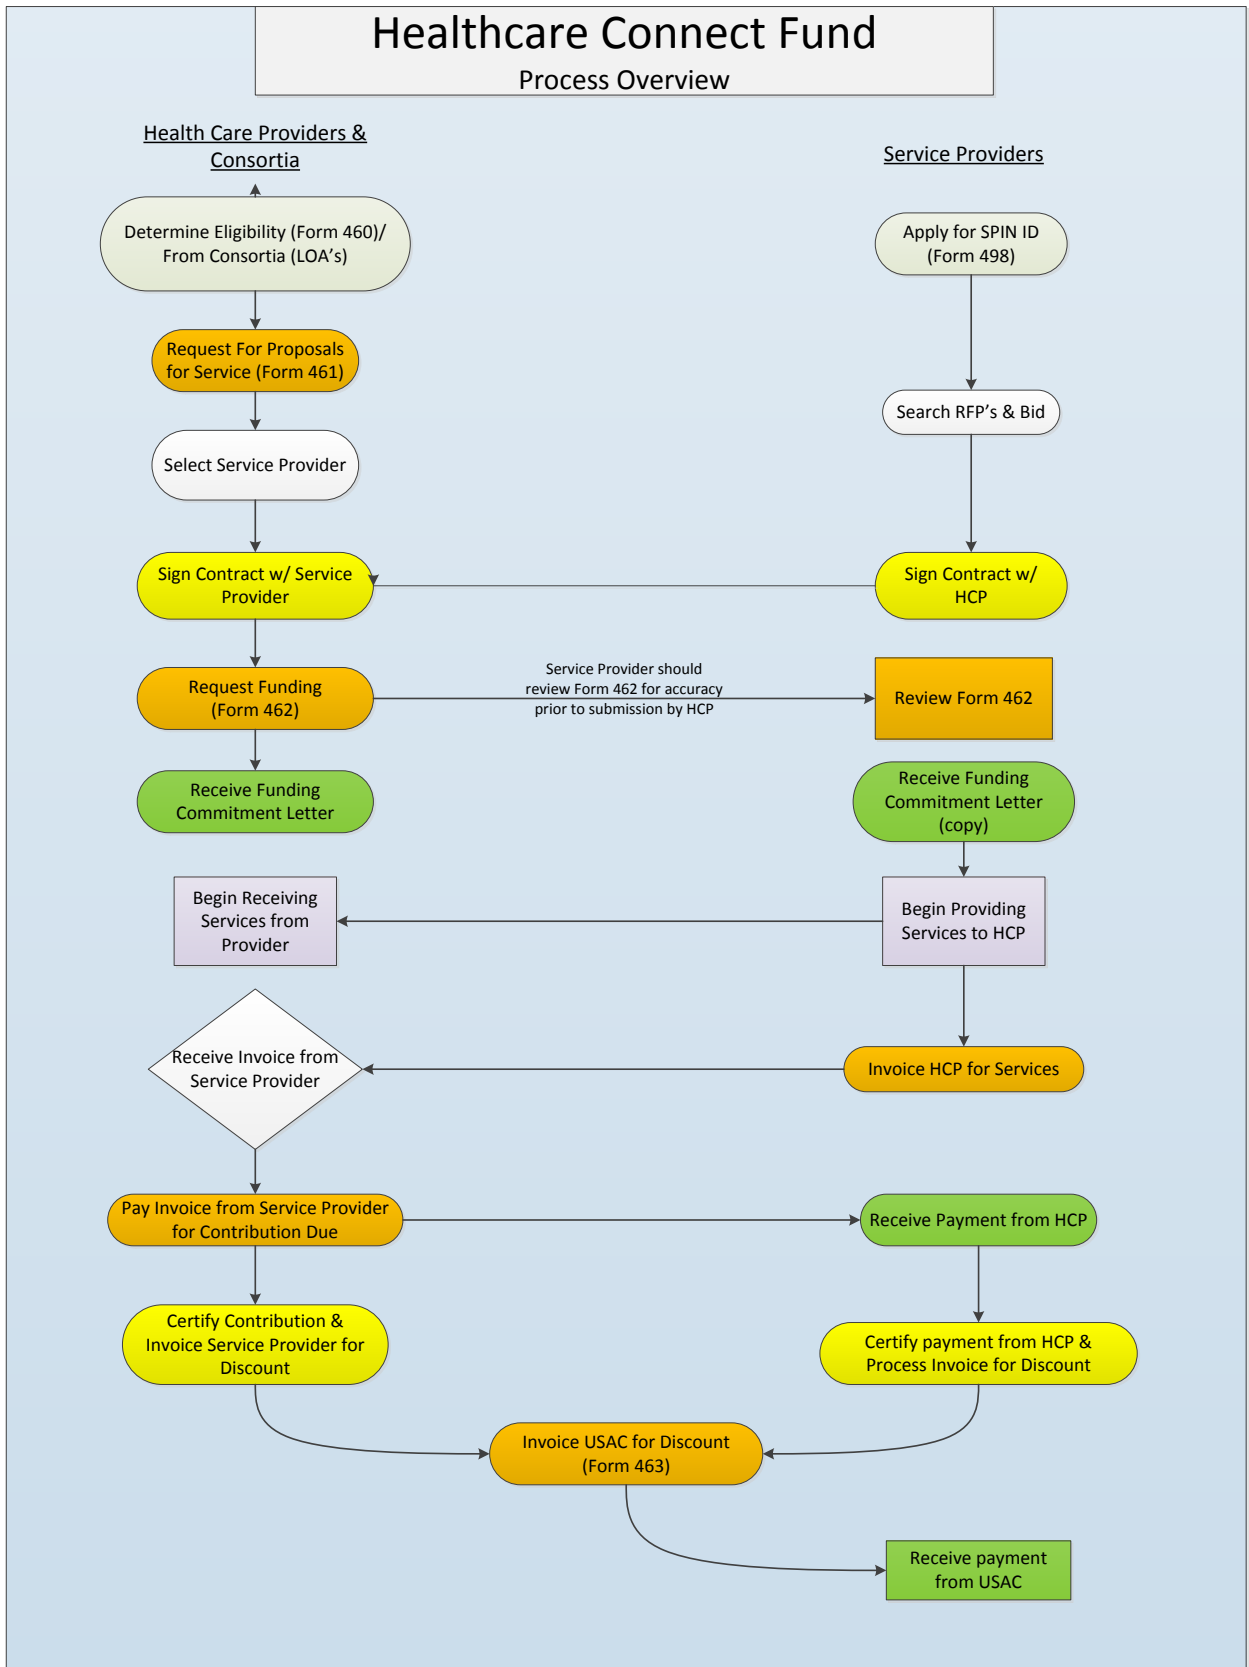 Healthcare Connect Fund
Process Overview
Health Care Providers &
Consortia
Service Providers
Determine Eligibility (Form 460)/
From Consortia (LOA's)
Apply for SPIN ID
(Form 498)
Request For Proposals
for Service (Form 461)
Search RFP's & Bid
Select Service Provider
Sign Contract w/ Service
Provider
Sign Contract w/
HCP
Request Funding
(Form 462)
Service Provider should
review Form 462 for accuracy
prior to submission by HCP
Review Form 462
Receive Funding
Commitment Letter
Receive Funding
Commitment Letter
(copy)
Begin Receiving
Services from
Provider
Begin Providing
Services to HCP
Receive Invoice from
Service Provider
Invoice HCP for Services
Pay Invoice from Service Provider
for Contribution Due
Receive Payment from HCP
Certify Contribution &
Invoice Service Provider for
Discount
Certify payment from HCP &
Process Invoice for Discount
Invoice USAC for Discount
(Form 463)
Receive payment
from USAC